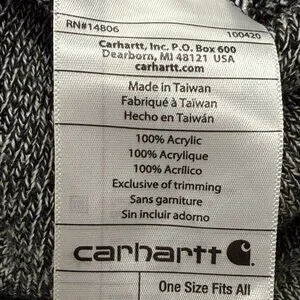 RN#14806
100420
Carhartt, Inc. P.O. Box 600
Dearborn, MI 48121 USA
carhartt.com
Made in Taiwan
Fabriqué à Taïwan
Hecho en Taiwán
100% Acrylic
100% Acrylique
100% Acrílico
Exclusive of trimming
Sans garniture
Sin incluir adorno
carhartt
One Size Fits All